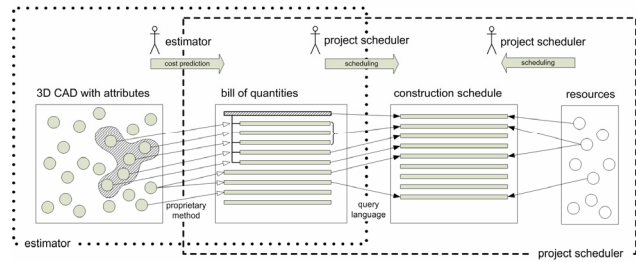 estimator
project scheduler
project scheduler
cost prediction
scheduling
scheduling
3D CAD with attributes
bill of quantities
construction schedule
resources
proprietary
method
query
language
estimator
project scheduler